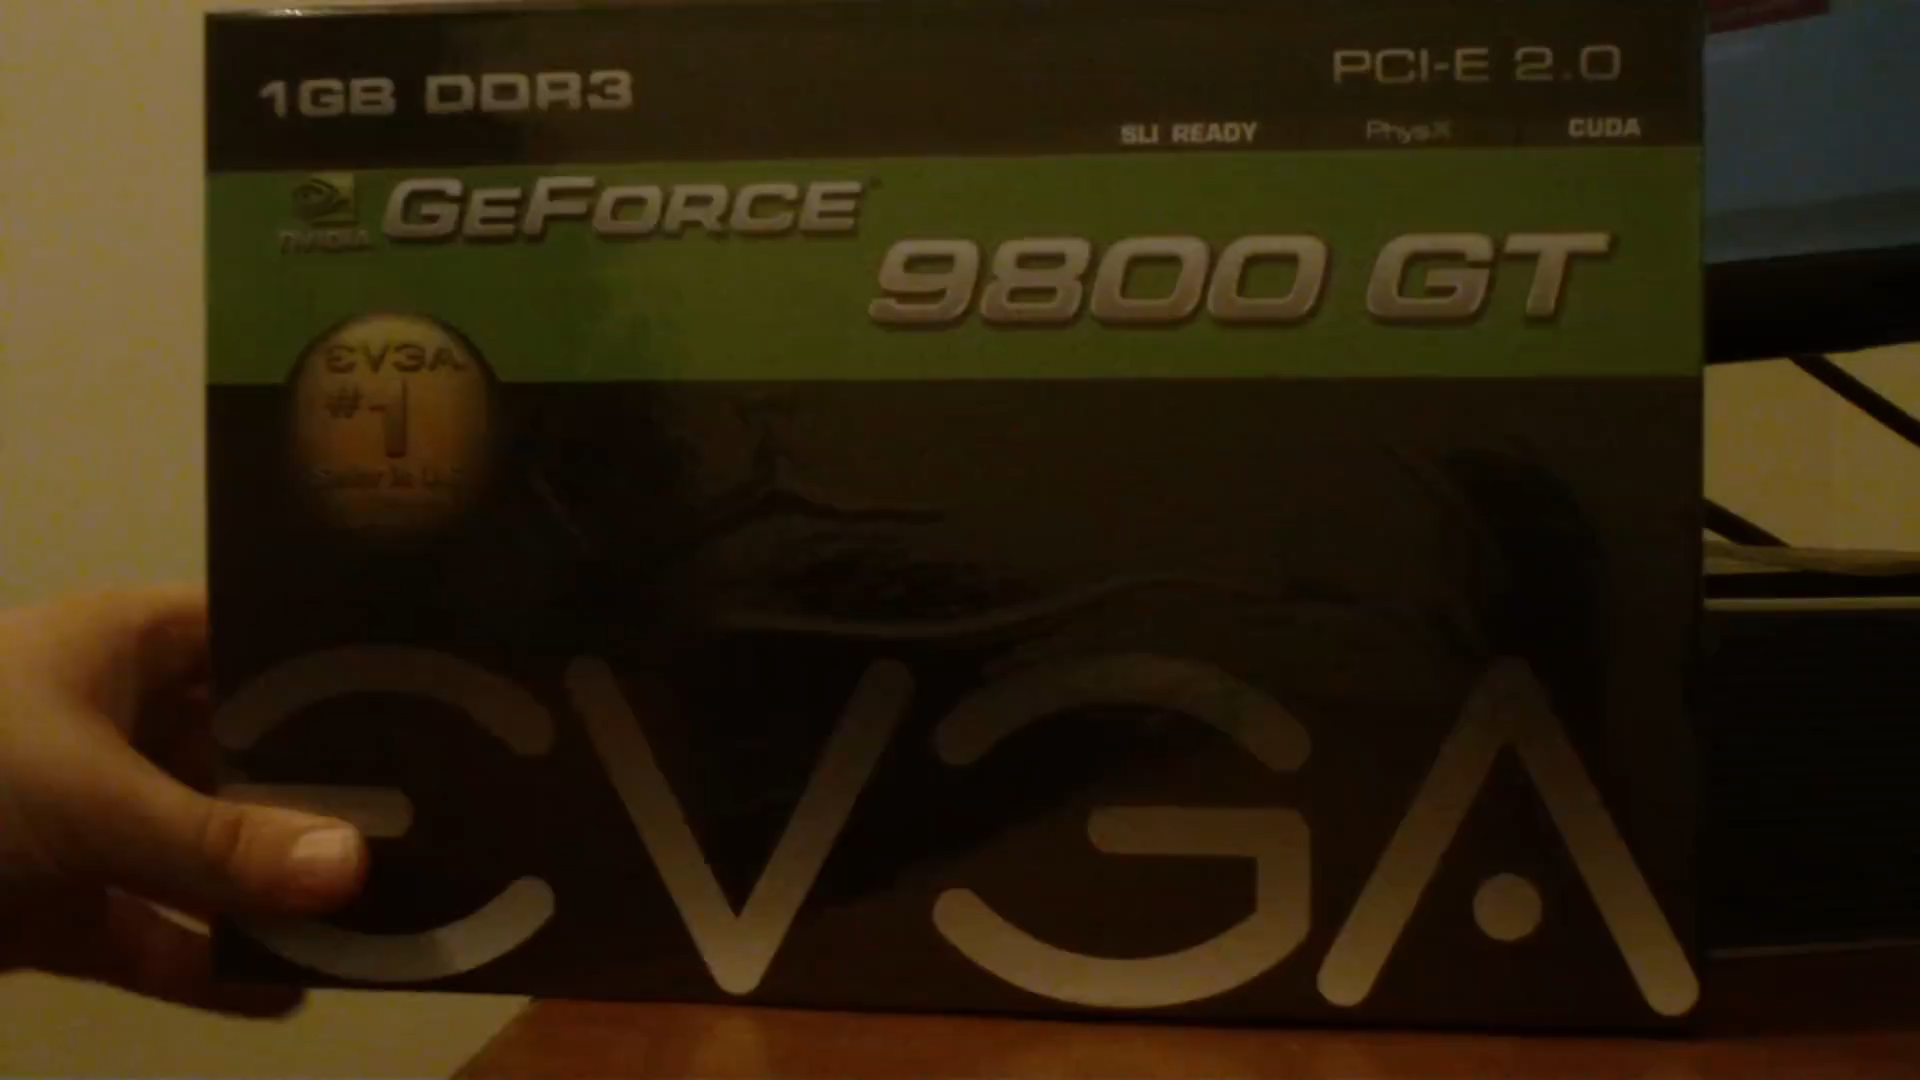 1GB DDR3
PCI-E 2.0
SLI READY PhysX CUDA
NVIDIA
GEFORCE
9800 GT
EVGA
#1
EVGA